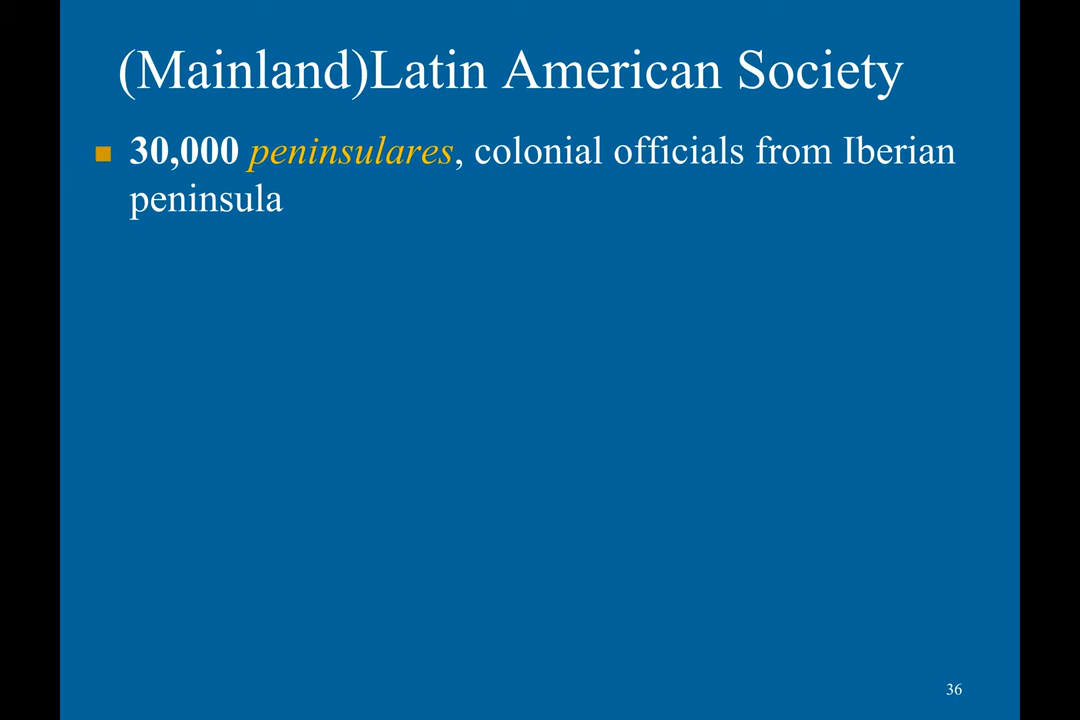 (Mainland)Latin American Society
30,000 peninsulares, colonial officials from Iberian
peninsula
36